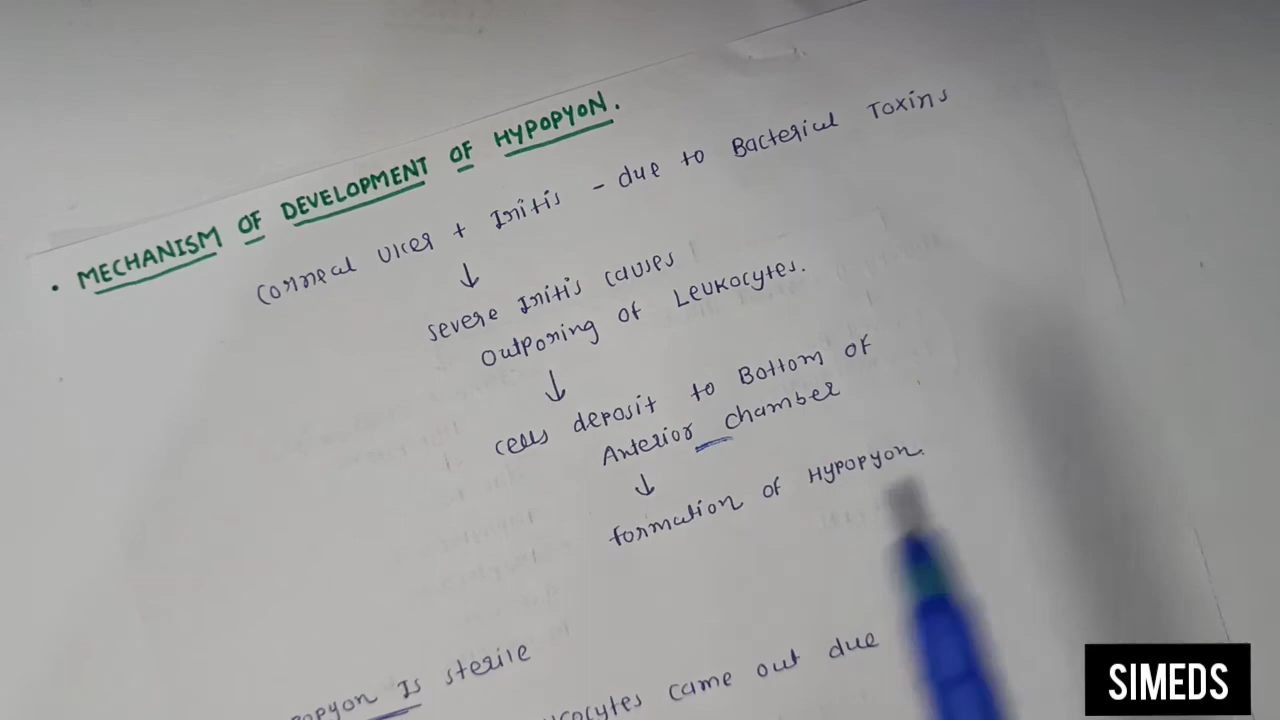 • MECHANISM OF DEVELOPMENT OF HYPOPYON.
Corneal Ulcer + Iritis - due to Bacterial Toxins
↓
severe Iritis causes
Outporing of Leukocytes.
↓
cells deposit to Bottom of
Anterior chamber
↓
formation of Hypopyon.
Is sterile
came out due
SIMEDS